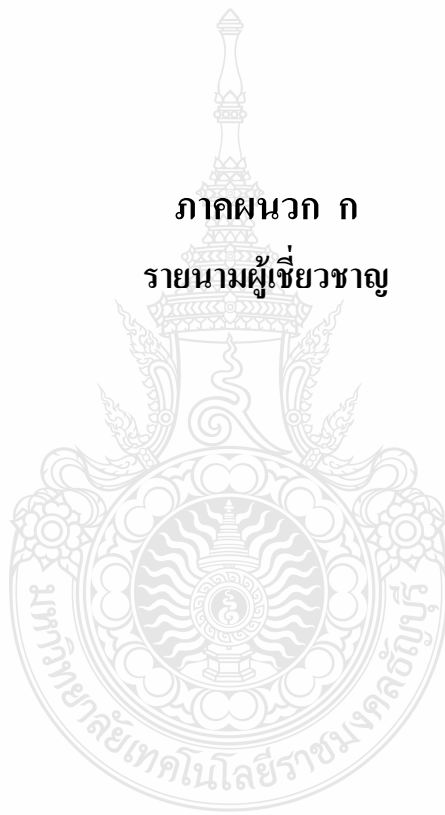 ภาคผนวก ก
รายนามผู้เชี่ยวชาญ
มหาวิทยาลัยเทคโนโลยีราชมงคลธัญบุรี